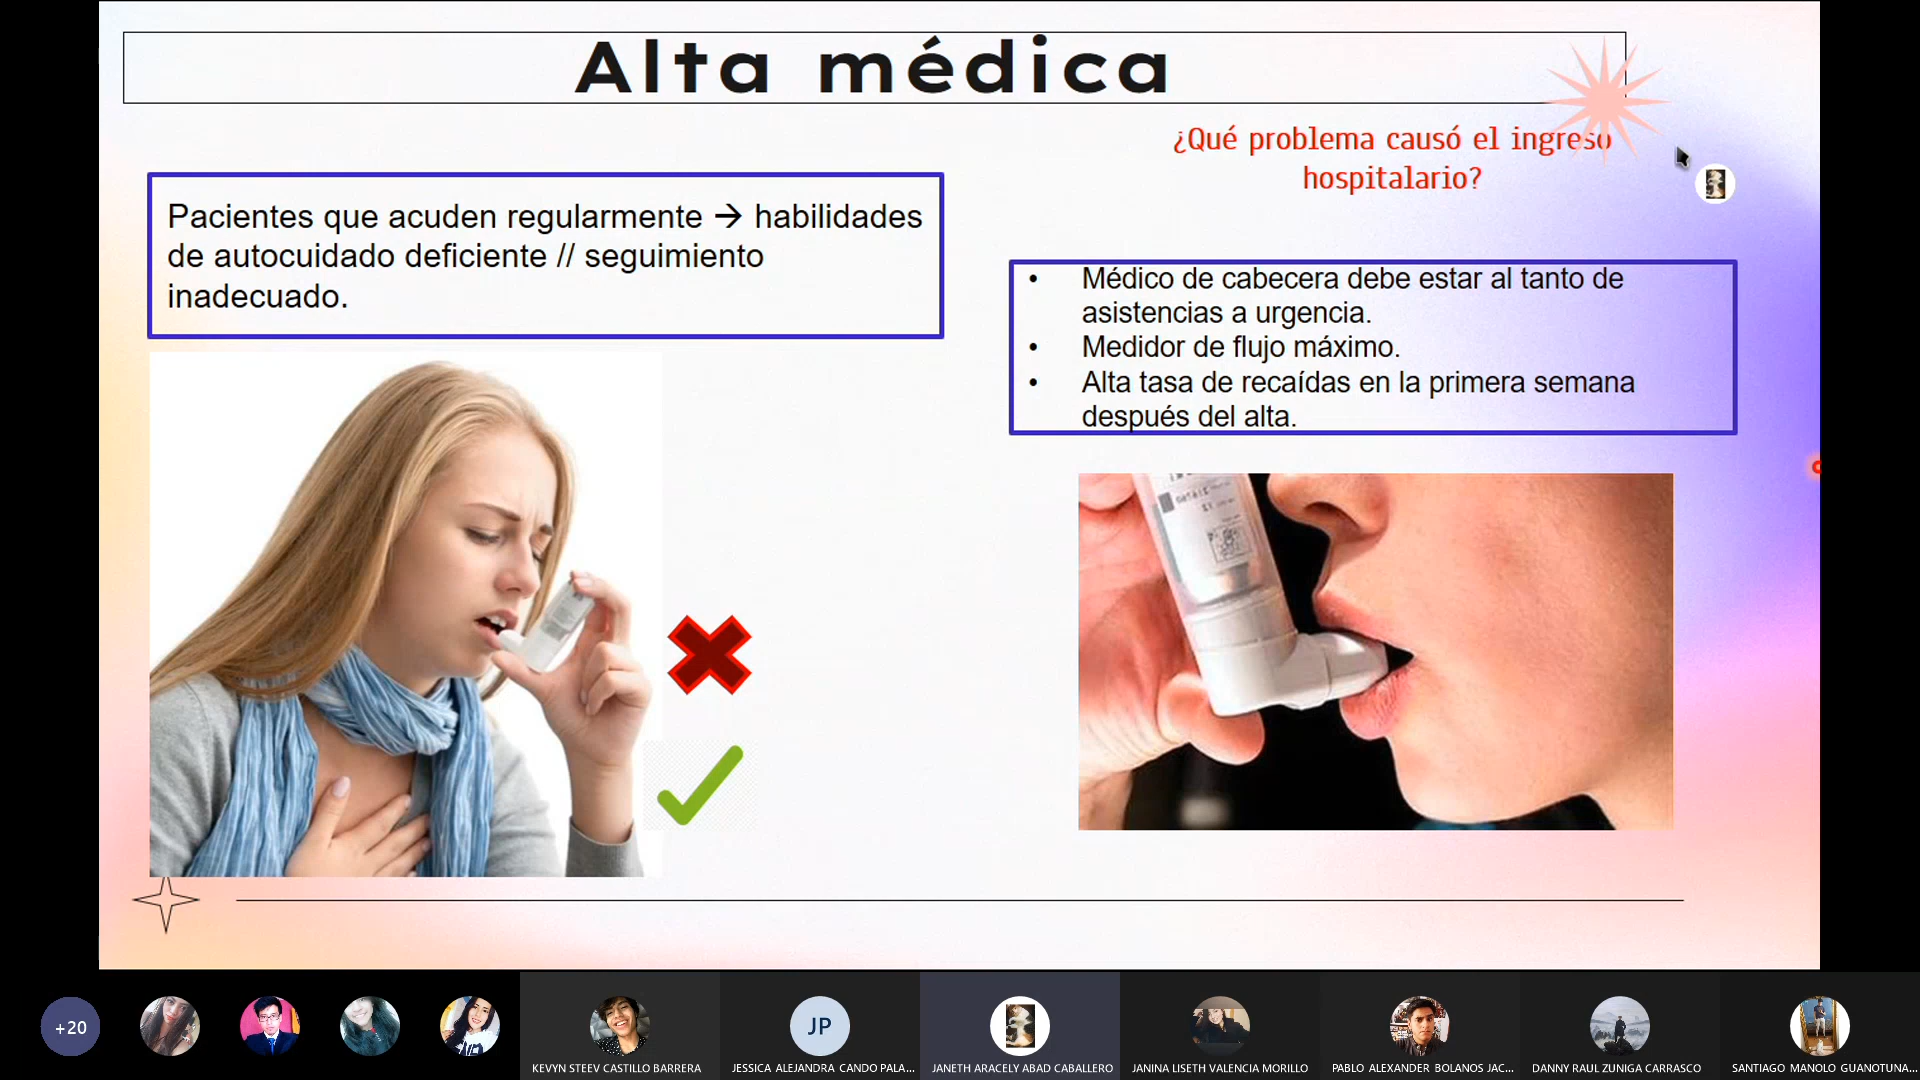 Alta médica
¿Qué problema causó el ingreso
hospitalario?
Pacientes que acuden regularmente → habilidades
de autocuidado deficiente // seguimiento
inadecuado.
• Médico de cabecera debe estar al tanto de
asistencias a urgencia.
• Medidor de flujo máximo.
• Alta tasa de recaídas en la primera semana
después del alta.
+20
JP
KEVYN STEEV CASTILLO BARRERA
JESSICA ALEJANDRA CANDO PALA...
JANETH ARACELY ABAD CABALLERO
JANINA LISETH VALENCIA MORILLO
PABLO ALEXANDER BOLANOS JAC...
DANNY RAUL ZUNIGA CARRASCO
SANTIAGO MANOLO GUANOTUNA...